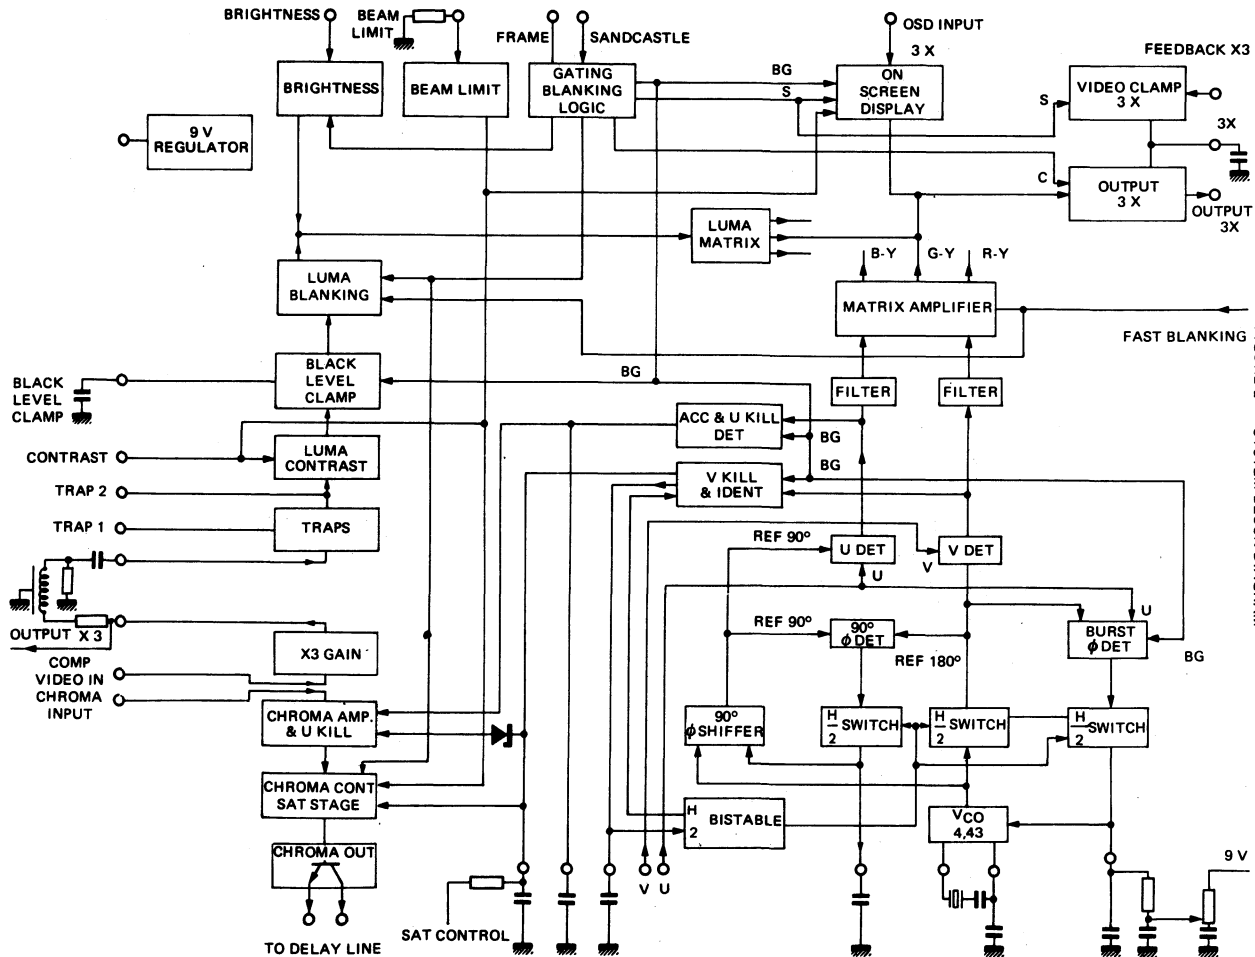 BRIGHTNESS
BEAM
LIMIT
FRAME
SANDCASTLE
OSD INPUT
3 X
FEEDBACK X3
BRIGHTNESS
BEAM LIMIT
GATING
BLANKING
LOGIC
BG
S
ON
SCREEN
DISPLAY
S
VIDEO CLAMP
3 X
3X
9 V
REGULATOR
C
OUTPUT
3 X
OUTPUT
3X
LUMA
MATRIX
B-Y
G-Y
R-Y
LUMA
BLANKING
MATRIX AMPLIFIER
FAST BLANKING
BLACK
LEVEL
CLAMP
BLACK
LEVEL
CLAMP
BG
FILTER
FILTER
ACC & U KILL
DET
BG
CONTRAST
LUMA
CONTRAST
BG
V KILL
& IDENT
TRAP 2
TRAP 1
TRAPS
REF 90°
U DET
V DET
U
V
OUTPUT X 3
REF 90°
90°
ϕ DET
REF 180°
U
BURST
ϕ DET
BG
X3 GAIN
COMP
VIDEO IN
CHROMA
INPUT
CHROMA AMP.
& U KILL
90°
ϕ SHIFFER
H
2 SWITCH
H
2 SWITCH
H
2 SWITCH
CHROMA CONT
SAT STAGE
H
2
BISTABLE
VCO
4,43
CHROMA OUT
V
U
9 V
SAT CONTROL
TO DELAY LINE